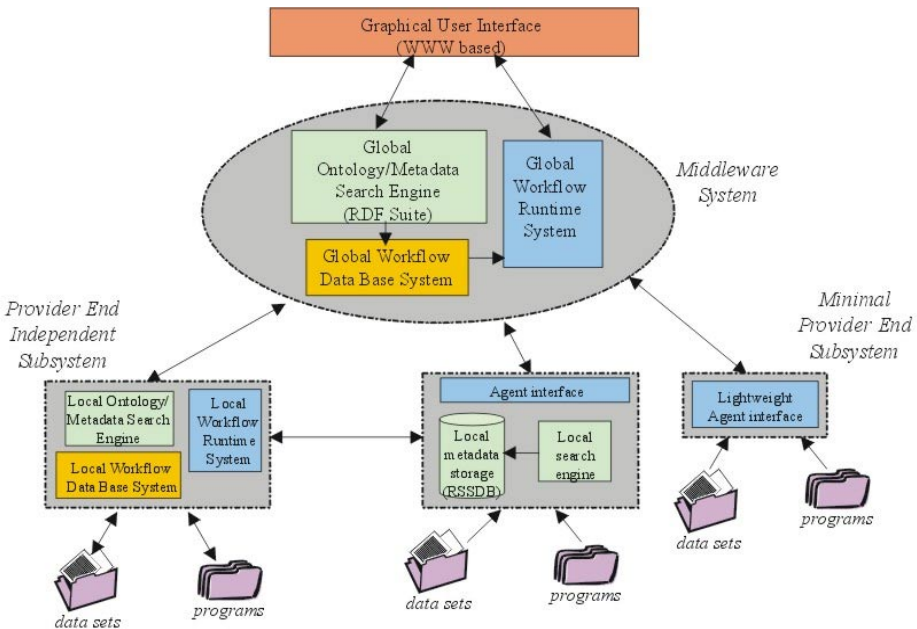 Graphical User Interface
(WWW based)
Global
Ontology/Metadata
Search Engine
(RDF Suite)
Global
Workflow
Runtime
System
Middleware
System
Global Workflow
Data Base System
Provider End
Independent
Subsystem
Minimal
Provider End
Subsystem
Local Ontology/
Metadata Search
Engine
Local
Workflow
Runtime
System
Local Workflow
Data Base System
Agent interface
Local
metadata
storage
(RSSDB)
Local
search
engine
Lightweight
Agent interface
data sets
programs
data sets
programs
data sets
programs